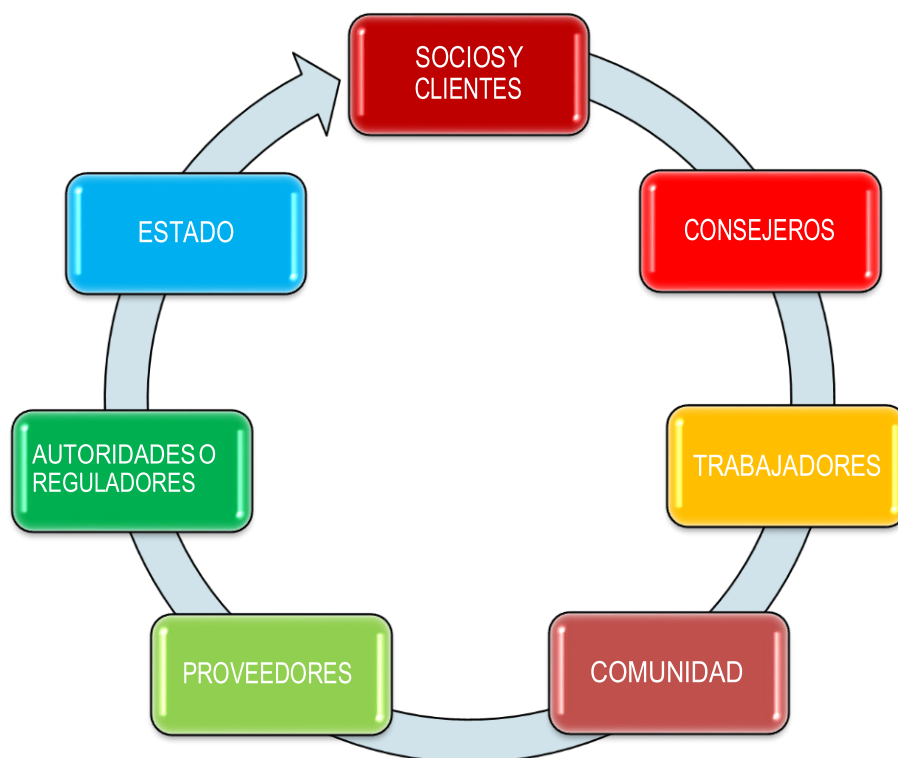 SOCIOS Y
CLIENTES
CONSEJEROS
TRABAJADORES
COMUNIDAD
PROVEEDORES
AUTORIDADES O
REGULADORES
ESTADO